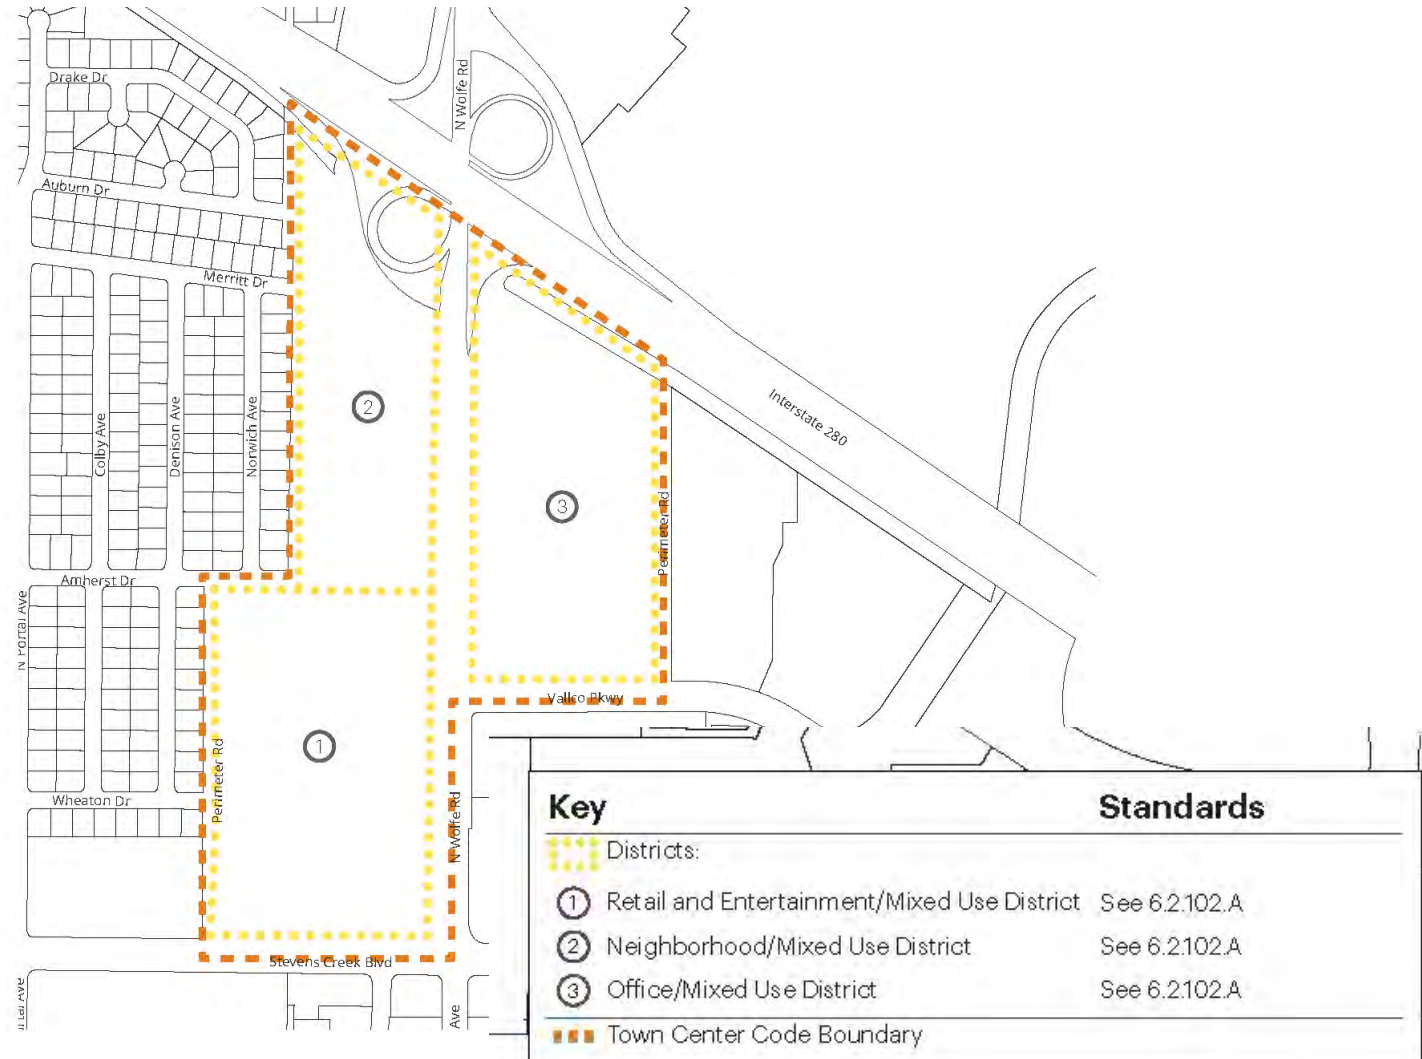 Drake Dr
N Wolfe Rd
Auburn Dr
Merritt Dr
Interstate 280
2
Colby Ave
Denison Ave
Norwich Ave
3
Perimeter Rd
Amherst Dr
N Portal Ave
Vallco Pkwy
1
Perimeter Rd
N Wolfe Rd
Wheaton Dr
Stevens Creek Blvd
Ave
Ave
Key Standards
Districts:
1 Retail and Entertainment/Mixed Use District See 6.2.102.A
2 Neighborhood/Mixed Use District See 6.2.102.A
3 Office/Mixed Use District See 6.2.102.A
Town Center Code Boundary